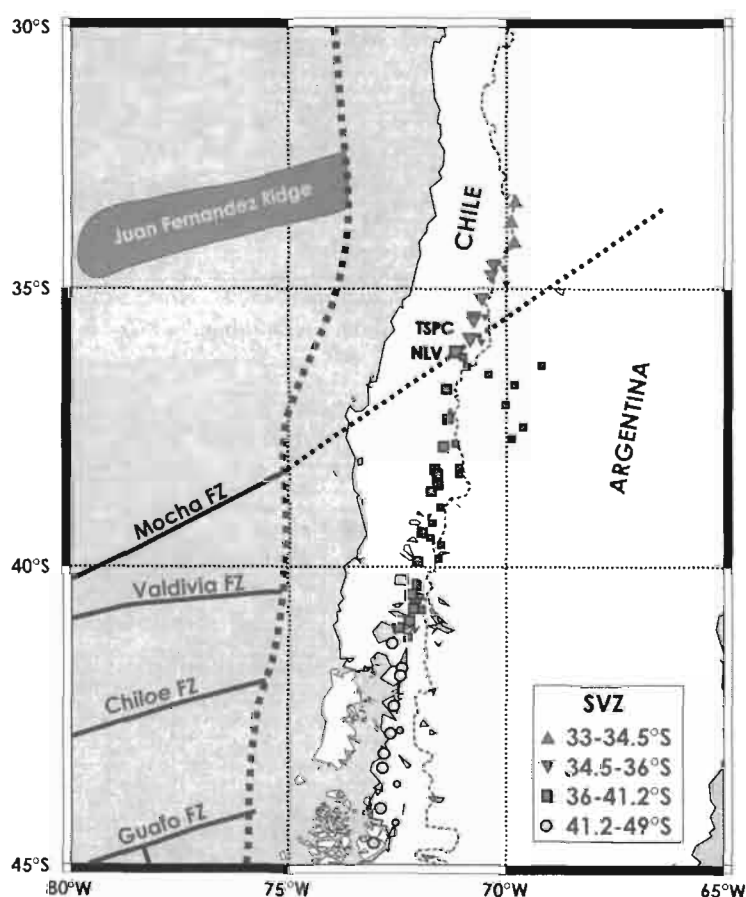 30°S
Juan Fernandez Ridge
CHILE
35°S
TSPC
NLV
ARGENTINA
Mocha FZ
40°S
Valdivia FZ
Chiloe FZ
Guafo FZ
SVZ
33-34.5°S
34.5-36°S
36-41.2°S
41.2-49°S
45°S
80°W
75°W
70°W
65°W